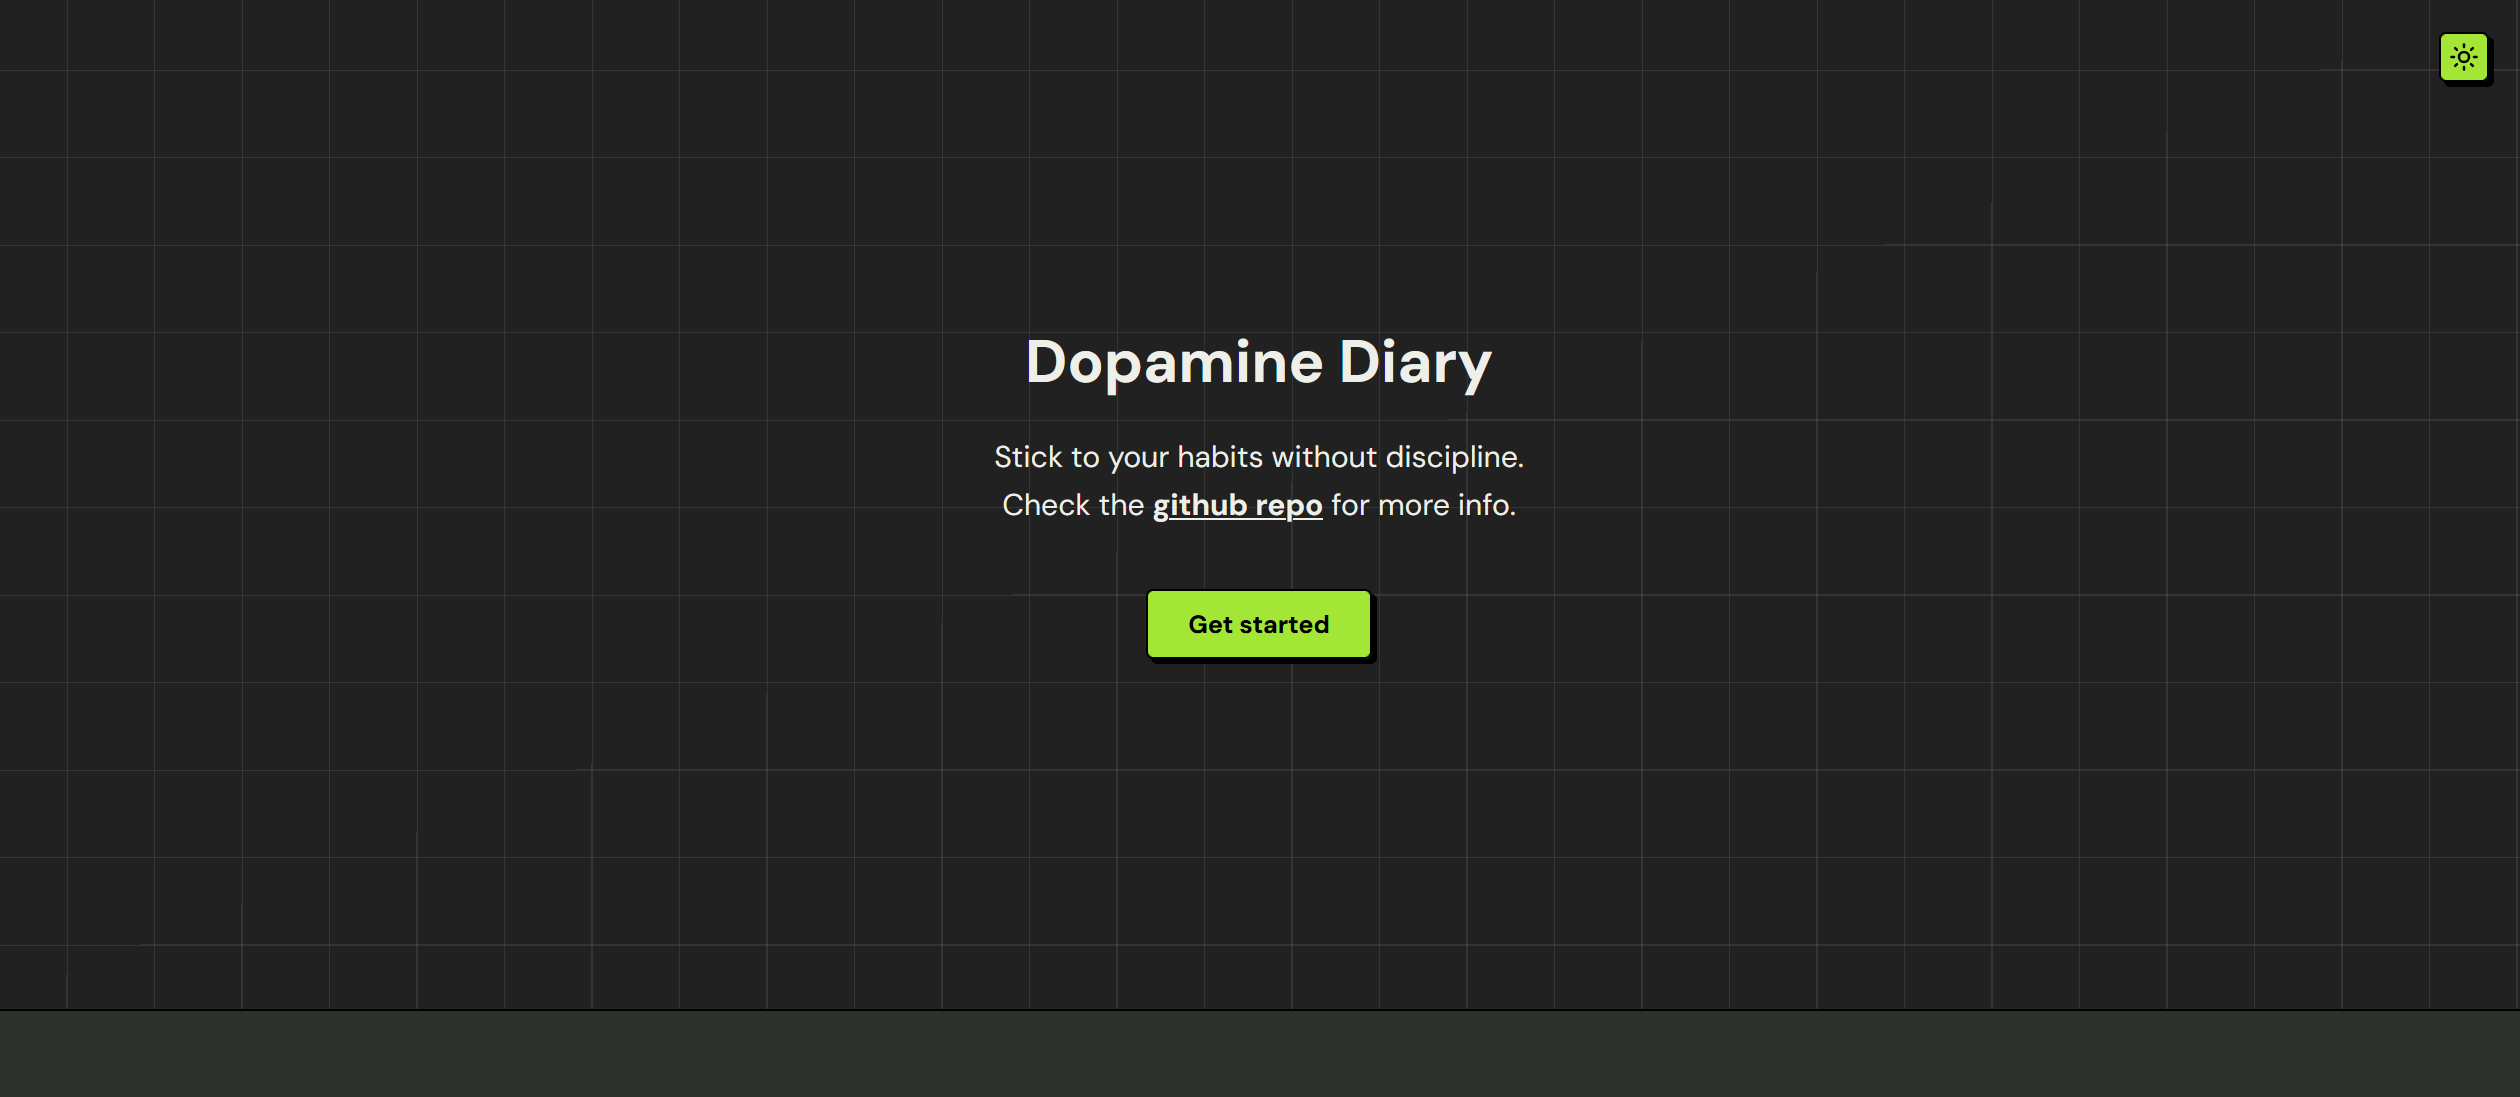 Dopamine Diary
Stick to your habits without discipline.
Check the github repo for more info.
Get started